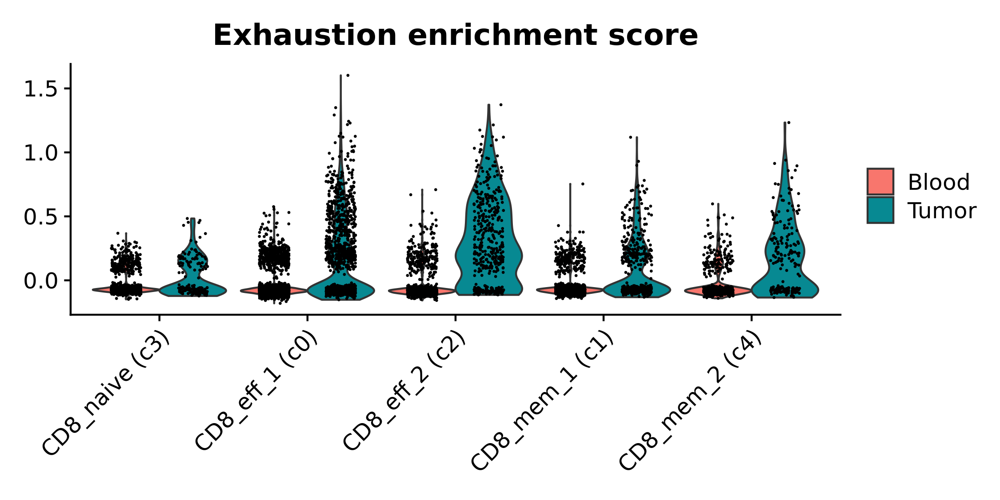 Exhaustion enrichment score
1.5
1.0
0.5
0.0
Blood
Tumor
CD8_naive (c3)
CD8_eff_1 (c0)
CD8_eff_2 (c2)
CD8_mem_1 (c1)
CD8_mem_2 (c4)